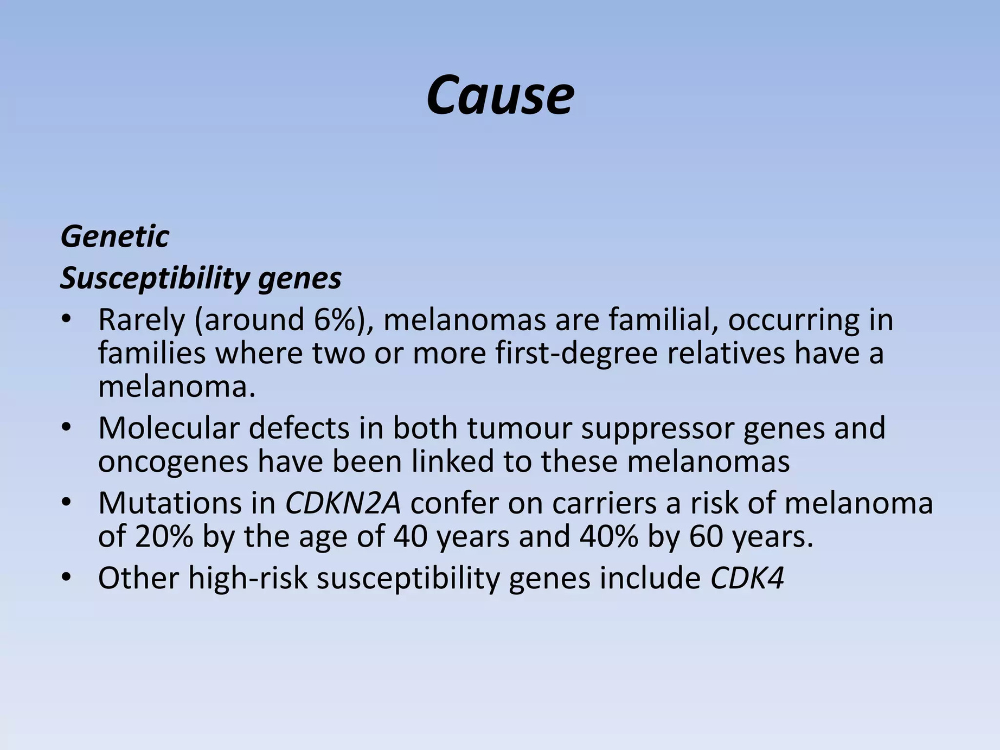 Cause
Genetic
Susceptibility genes
• Rarely (around 6%), melanomas are familial, occurring in
families where two or more first-degree relatives have a
melanoma.
• Molecular defects in both tumour suppressor genes and
oncogenes have been linked to these melanomas
• Mutations in CDKN2A confer on carriers a risk of melanoma
of 20% by the age of 40 years and 40% by 60 years.
• Other high-risk susceptibility genes include CDK4